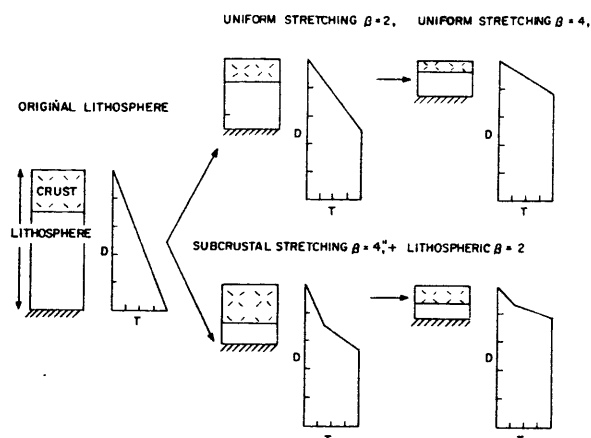 UNIFORM STRETCHING β=2,
UNIFORM STRETCHING β=4,
ORIGINAL LITHOSPHERE
CRUST
LITHOSPHERE
D
T
D
T
D
T
SUBCRUSTAL STRETCHING β=4," + LITHOSPHERIC β=2
D
T
D